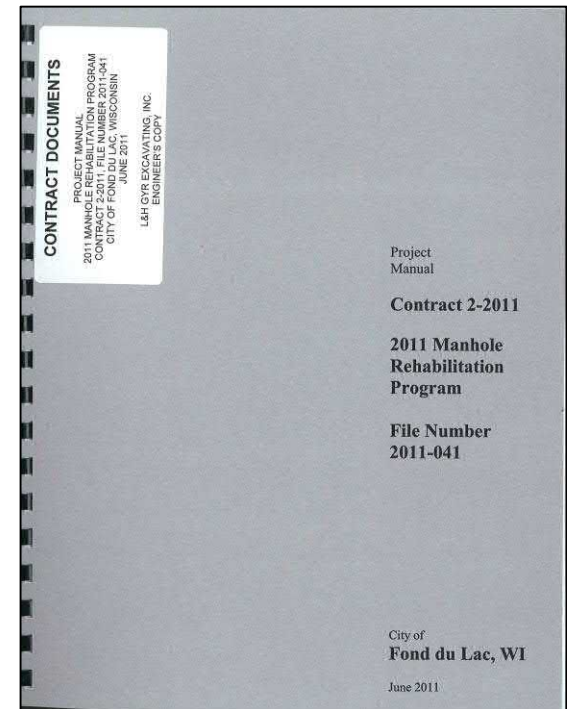 CONTRACT DOCUMENTS
PROJECT MANUAL
2011 MANHOLE REHABILITATION PROGRAM
CONTRACT 2-2011, FILE NUMBER 2011-041
CITY OF FOND DU LAC, WISCONSIN
JUNE 2011
L&H GYR EXCAVATING, INC.
ENGINEER'S COPY
Project
Manual
Contract 2-2011
2011 Manhole
Rehabilitation
Program
File Number
2011-041
City of
Fond du Lac, WI
June 2011